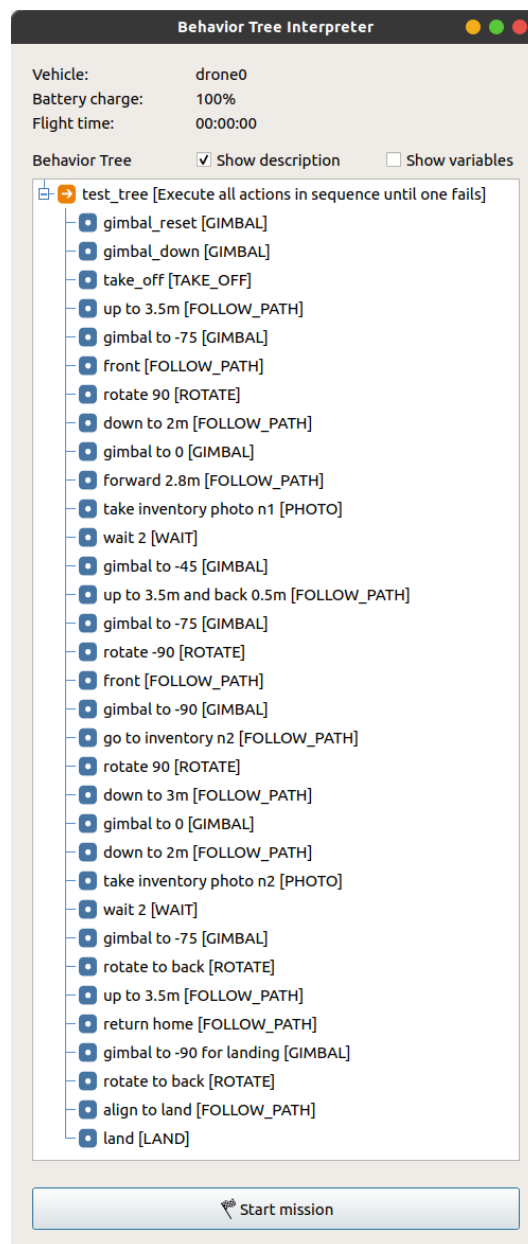 Behavior Tree Interpreter
Vehicle: drone0
Battery charge: 100%
Flight time: 00:00:00
Behavior Tree Show description Show variables
test_tree [Execute all actions in sequence until one fails]
gimbal_reset [GIMBAL]
gimbal_down [GIMBAL]
take_off [TAKE_OFF]
up to 3.5m [FOLLOW_PATH]
gimbal to -75 [GIMBAL]
front [FOLLOW_PATH]
rotate 90 [ROTATE]
down to 2m [FOLLOW_PATH]
gimbal to 0 [GIMBAL]
forward 2.8m [FOLLOW_PATH]
take inventory photo n1 [PHOTO]
wait 2 [WAIT]
gimbal to -45 [GIMBAL]
up to 3.5m and back 0.5m [FOLLOW_PATH]
gimbal to -75 [GIMBAL]
rotate -90 [ROTATE]
front [FOLLOW_PATH]
gimbal to -90 [GIMBAL]
go to inventory n2 [FOLLOW_PATH]
rotate 90 [ROTATE]
down to 3m [FOLLOW_PATH]
gimbal to 0 [GIMBAL]
down to 2m [FOLLOW_PATH]
take inventory photo n2 [PHOTO]
wait 2 [WAIT]
gimbal to -75 [GIMBAL]
rotate to back [ROTATE]
up to 3.5m [FOLLOW_PATH]
return home [FOLLOW_PATH]
gimbal to -90 for landing [GIMBAL]
rotate to back [ROTATE]
align to land [FOLLOW_PATH]
land [LAND]
Start mission